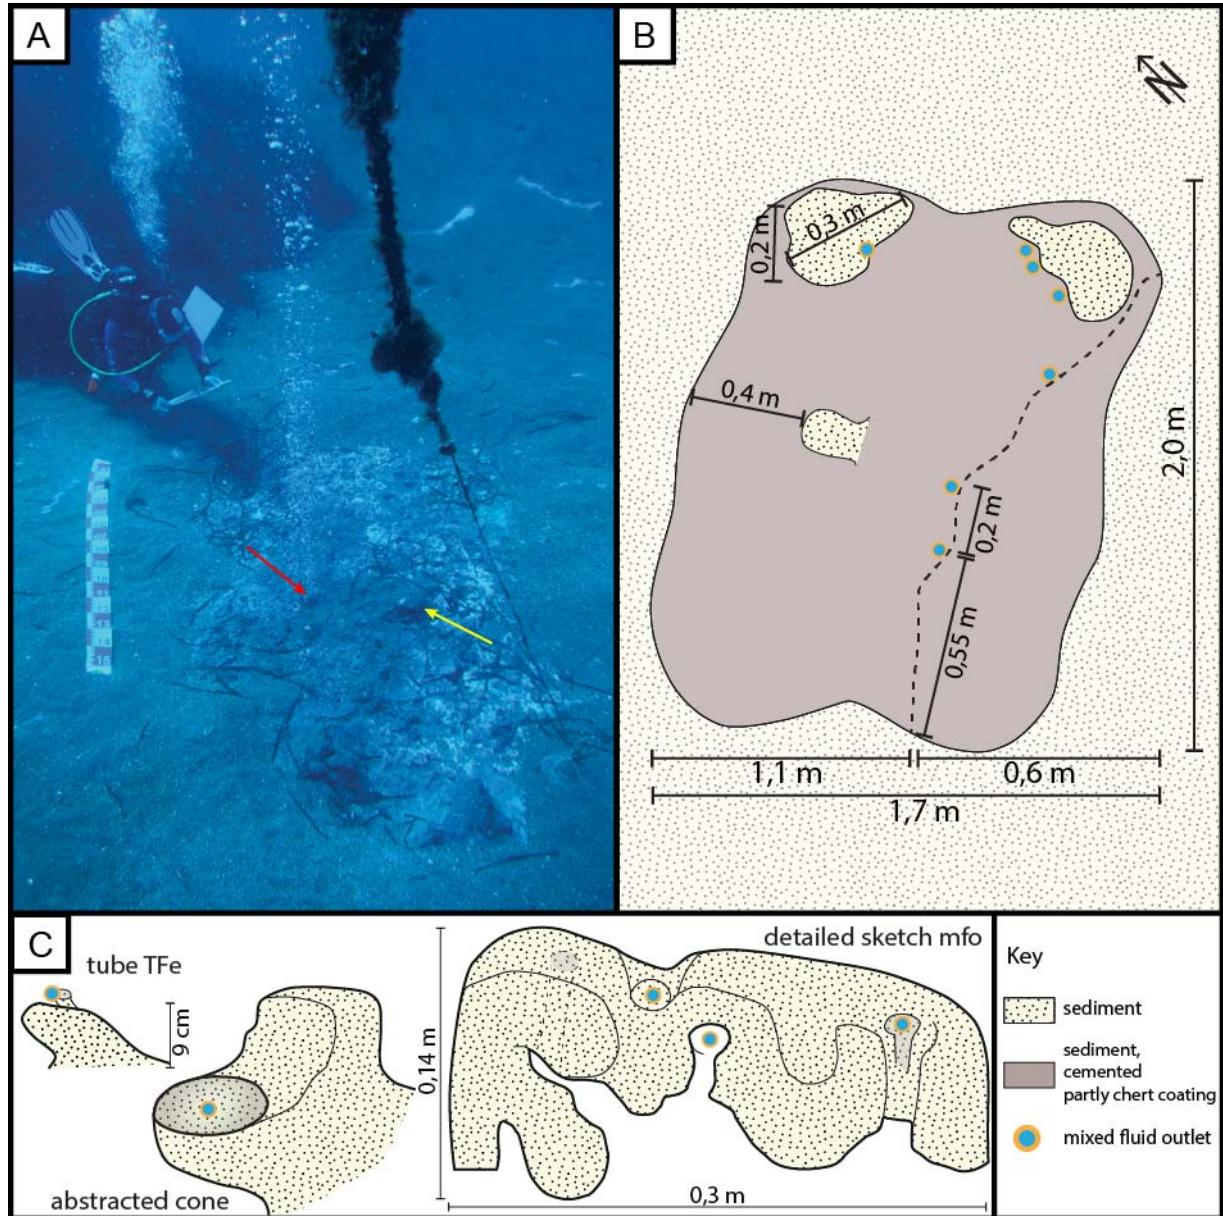 A
B
N
0,3 m
0,2 m
0,4 m
0,2 m
0,55 m
2,0 m
1,1 m
0,6 m
1,7 m
C
tube TFe
9 cm
abstracted cone
0,14 m
detailed sketch mfo
0,3 m
Key
sediment
sediment,
cemented
partly chert coating
mixed fluid outlet